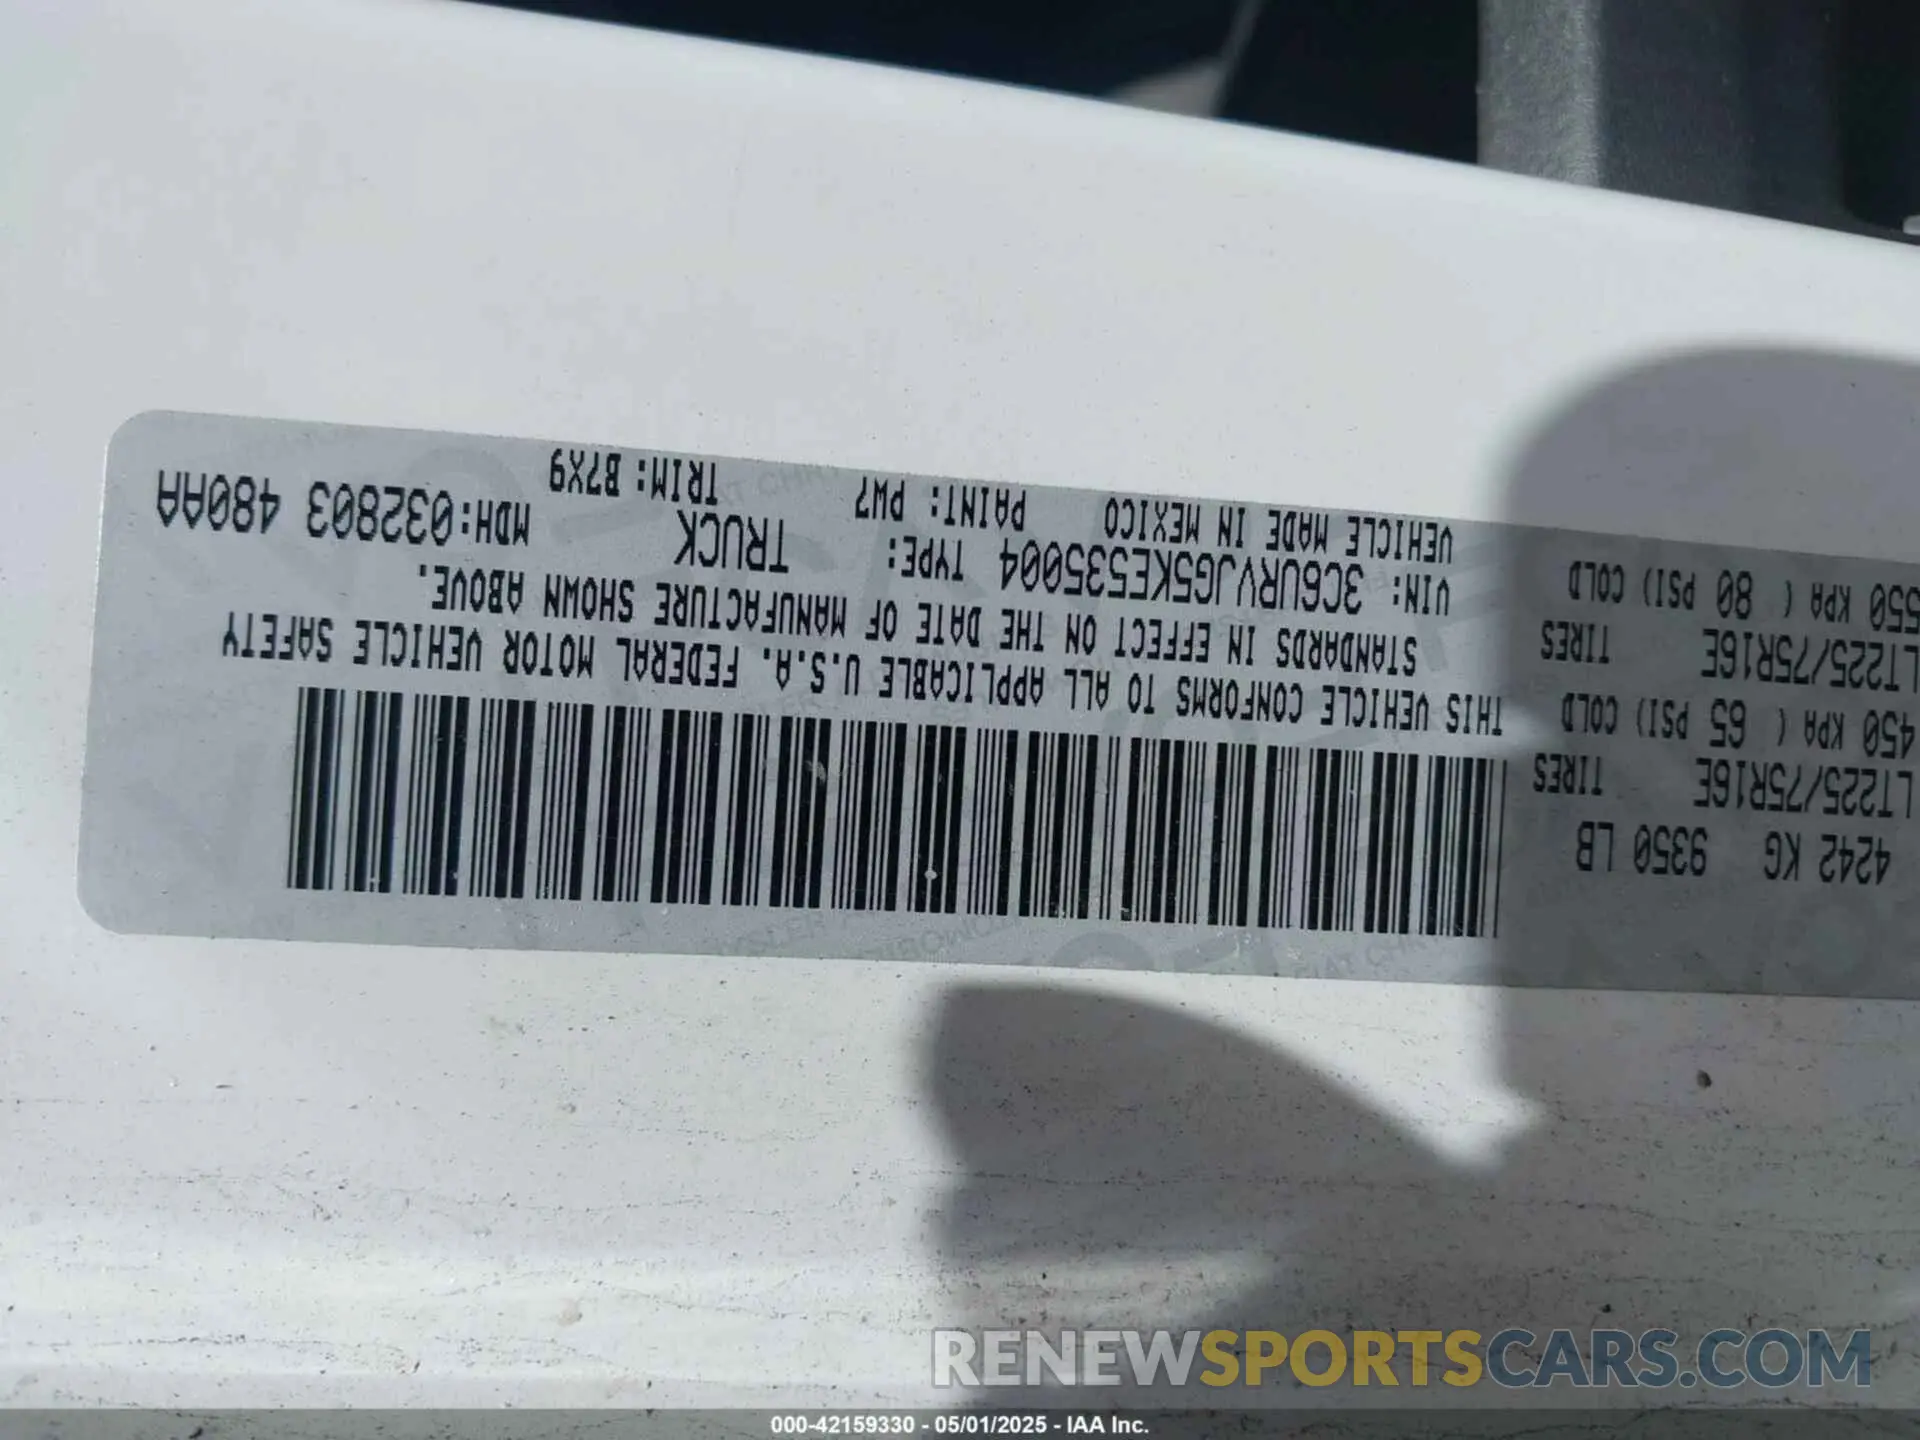 4242 KG 9350 LB
LT225/75R16E TIRES
450 KPA ( 65 PSI) COLD
LT225/75R16E TIRES
550 KPA ( 80 PSI) COLD
THIS VEHICLE CONFORMS TO ALL APPLICABLE U.S.A. FEDERAL MOTOR VEHICLE SAFETY
STANDARDS IN EFFECT ON THE DATE OF MANUFACTURE SHOWN ABOVE.
VIN: 3C6URVJG5KE535004 TYPE: TRUCK MDH:032803 480AA
VEHICLE MADE IN MEXICO PAINT: PW7 TRIM: B7X9
RENEWSPORTSCARS.COM
000-42159330 - 05/01/2025 - IAA Inc.